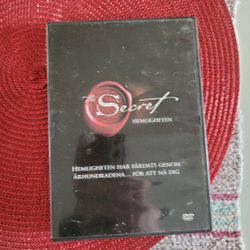 The
Secret
HEMLIGHETEN
HEMLIGHETEN HAR FÄRDATS GENOM
ÅRHUNDRADENA... FÖR ATT NÅ DIG
DVD